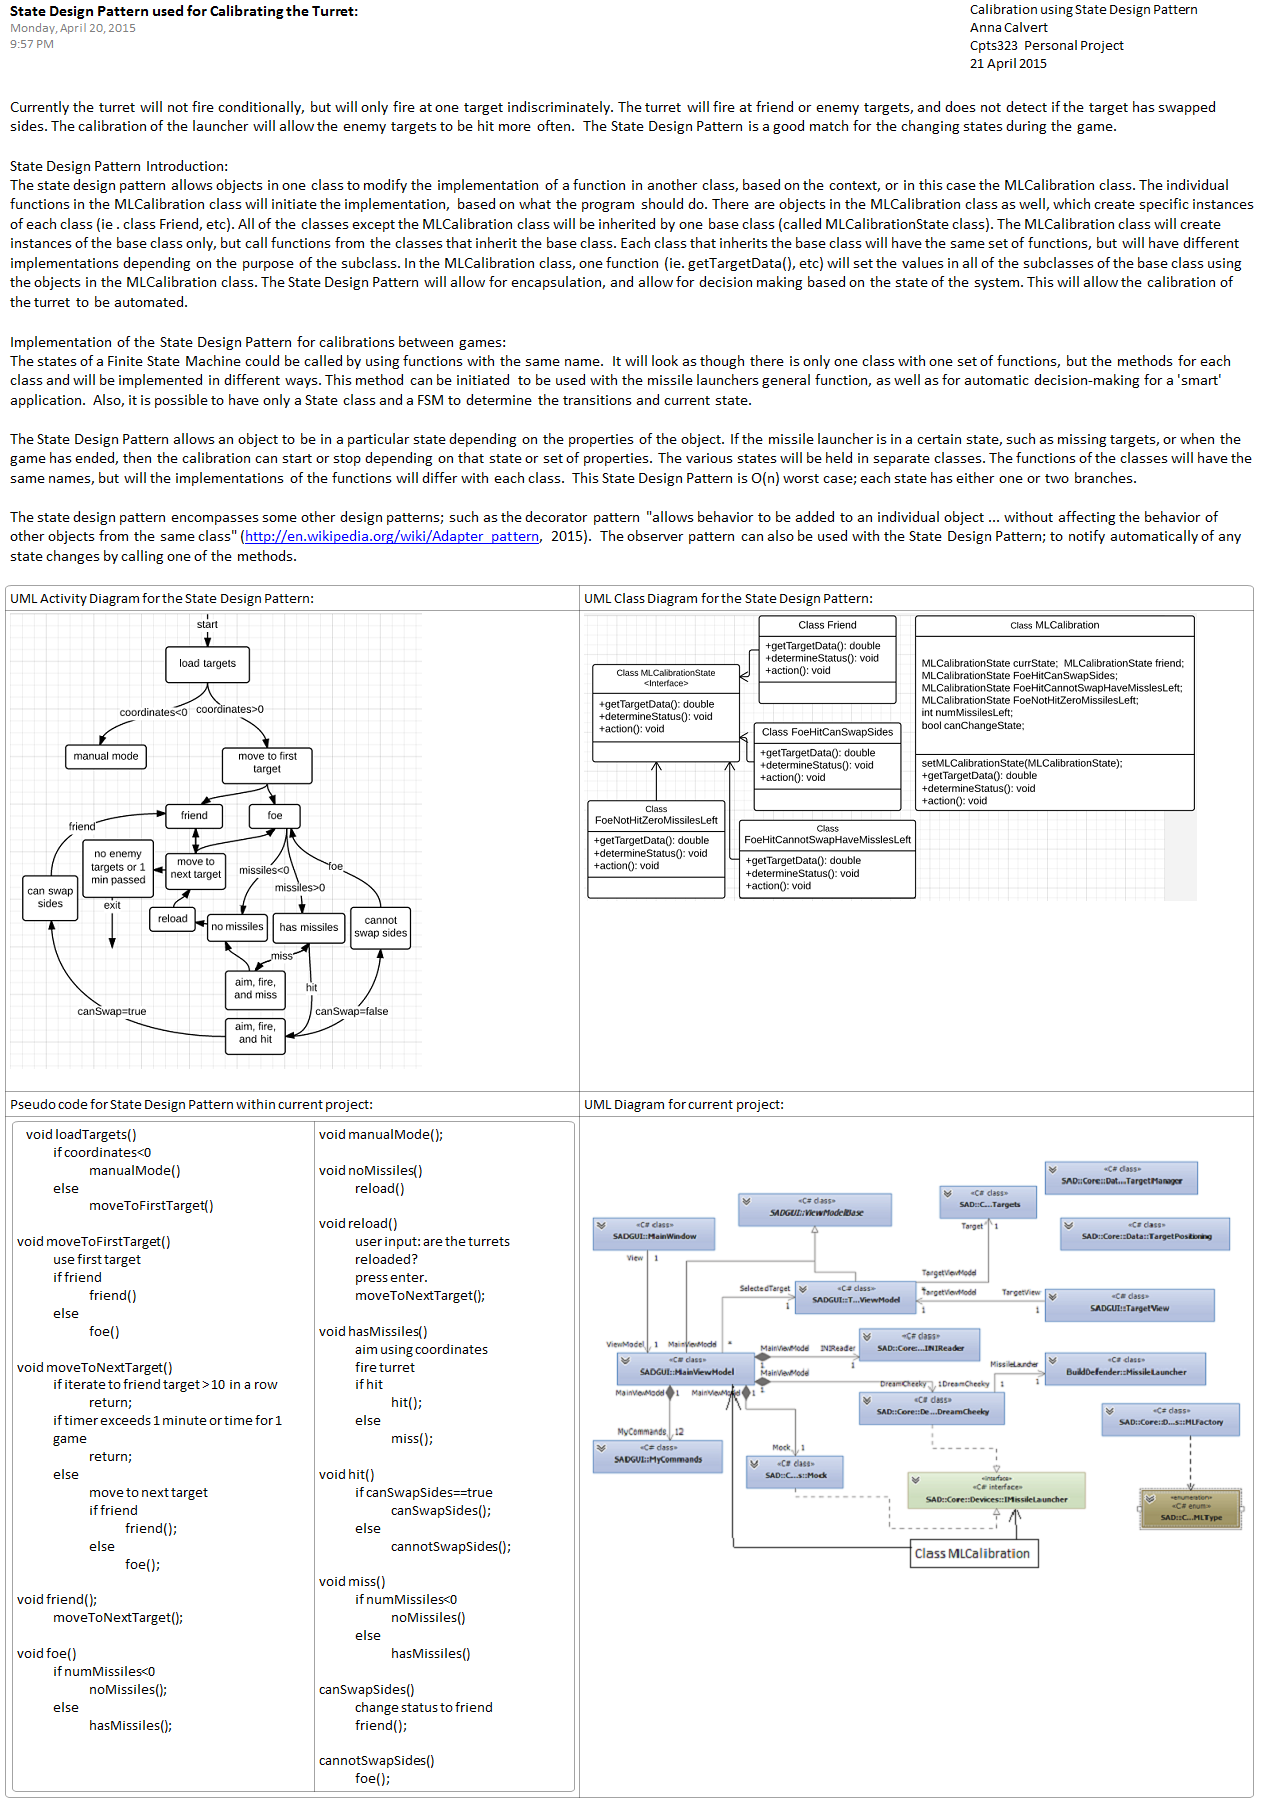 State Design Pattern used for Calibrating the Turret:
Monday, April 20, 2015
9:57 PM
Calibration using State Design Pattern
Anna Calvert
Cpts323 Personal Project
21 April 2015
Currently the turret will not fire conditionally, but will only fire at one target indiscriminately. The turret will fire at friend or enemy targets, and does not detect if the target has swapped
sides. The calibration of the launcher will allow the enemy targets to be hit more often. The State Design Pattern is a good match for the changing states during the game.
State Design Pattern Introduction:
The state design pattern allows objects in one class to modify the implementation of a function in another class, based on the context, or in this case the MLCalibration class. The individual
functions in the MLCalibration class will initiate the implementation, based on what the program should do. There are objects in the MLCalibration class as well, which create specific instances
of each class (ie . class Friend, etc). All of the classes except the MLCalibration class will be inherited by one base class (called MLCalibrationState class). The MLCalibration class will create
instances of the base class only, but call functions from the classes that inherit the base class. Each class that inherits the base class will have the same set of functions, but will have different
implementations depending on the purpose of the subclass. In the MLCalibration class, one function (ie. getTargetData(), etc) will set the values in all of the subclasses of the base class using
the objects in the MLCalibration class. The State Design Pattern will allow for encapsulation, and allow for decision making based on the state of the system. This will allow the calibration of
the turret to be automated.
Implementation of the State Design Pattern for calibrations between games:
The states of a Finite State Machine could be called by using functions with the same name. It will look as though there is only one class with one set of functions, but the methods for each
class and will be implemented in different ways. This method can be initiated to be used with the missile launchers general function, as well as for automatic decision-making for a 'smart'
application. Also, it is possible to have only a State class and a FSM to determine the transitions and current state.
The State Design Pattern allows an object to be in a particular state depending on the properties of the object. If the missile launcher is in a certain state, such as missing targets, or when the
game has ended, then the calibration can start or stop depending on that state or set of properties. The various states will be held in separate classes. The functions of the classes will have the
same names, but will the implementations of the functions will differ with each class. This State Design Pattern is O(n) worst case; each state has either one or two branches.
The state design pattern encompasses some other design patterns; such as the decorator pattern "allows behavior to be added to an individual object ... without affecting the behavior of
other objects from the same class" (http://en.wikipedia.org/wiki/Adapter_pattern, 2015). The observer pattern can also be used with the State Design Pattern; to notify automatically of any
state changes by calling one of the methods.
UML Activity Diagram for the State Design Pattern:
start
load targets
coordinates<0
coordinates>0
manual mode
move to first
target
friend
foe
friend
no enemy
targets or 1
min passed
move to
next target
missiles<0
foe
missiles>0
can swap
sides
exit
reload
no missiles
has missiles
cannot
swap sides
miss
aim, fire,
and miss
hit
canSwap=true
canSwap=false
aim, fire,
and hit
UML Class Diagram for the State Design Pattern:
Class Friend
+getTargetData(): double
+determineStatus(): void
+action(): void
Class MLCalibration
MLCalibrationState currState; MLCalibrationState friend;
MLCalibrationState FoeHitCanSwapSides;
MLCalibrationState FoeHitCannotSwapHaveMisslesLeft;
MLCalibrationState FoeNotHitZeroMissilesLeft;
int numMissilesLeft;
bool canChangeState;
setMLCalibrationState(MLCalibrationState);
+getTargetData(): double
+determineStatus(): void
+action(): void
Class MLCalibrationState
<Interface>
+getTargetData(): double
+determineStatus(): void
+action(): void
Class FoeHitCanSwapSides
+getTargetData(): double
+determineStatus(): void
+action(): void
Class
FoeNotHitZeroMissilesLeft
+getTargetData(): double
+determineStatus(): void
+action(): void
Class
FoeHitCannotSwapHaveMisslesLeft
+getTargetData(): double
+determineStatus(): void
+action(): void
Pseudo code for State Design Pattern within current project:
void loadTargets()
if coordinates<0
manualMode()
else
moveToFirstTarget()
void moveToFirstTarget()
use first target
if friend
friend()
else
foe()
void moveToNextTarget()
if iterate to friend target >10 in a row
return;
if timer exceeds 1 minute or time for 1
game
return;
else
move to next target
if friend
friend();
else
foe();
void friend();
moveToNextTarget();
void foe()
if numMissiles<0
noMissiles();
else
hasMissiles();
void manualMode();
void noMissiles()
reload()
void reload()
user input: are the turrets
reloaded?
press enter.
moveToNextTarget();
void hasMissiles()
aim using coordinates
fire turret
if hit
hit();
else
miss();
void hit()
if canSwapSides==true
canSwapSides();
else
cannotSwapSides();
void miss()
if numMissiles<0
noMissiles()
else
hasMissiles()
canSwapSides()
change status to friend
friend();
cannotSwapSides()
foe();
UML Diagram for current project:
«C# class»
SAD::Core::Dat...TargetManager
«C# class»
SADGUI::ViewModelBase
«C# class»
SAD::C...Targets
«C# class»
SADGUI::MainWindow
Target 1
«C# class»
SAD::Core::Data::TargetPositioning
View 1
TargetViewModel
SelectedTarget
1
«C# class»
SADGUI::T...ViewModel
TargetViewModel
1
TargetView
1
«C# class»
SADGUI::TargetView
ViewModel 1
MainViewModel *
«C# class»
SADGUI::MainViewModel
MainViewModel
1
INIReader
1
«C# class»
SAD::Core:...INIReader
MainViewModel
1
DreamCheeky 1
DreamCheeky 1
MissileLauncher
1
«C# class»
BuildDefender::MissileLauncher
MainViewModel 1
MainViewModel 1
«C# class»
SAD::Core::De...DreamCheeky
«C# class»
SAD::Core::D...s::MLFactory
MyCommands 12
«C# class»
SADGUI::MyCommands
Mock 1
«C# class»
SAD::C...s::Mock
«interface»
«C# interface»
SAD::Core::Devices::IMissileLauncher
«enumeration»
«C# enum»
SAD::C...MLType
Class MLCalibration